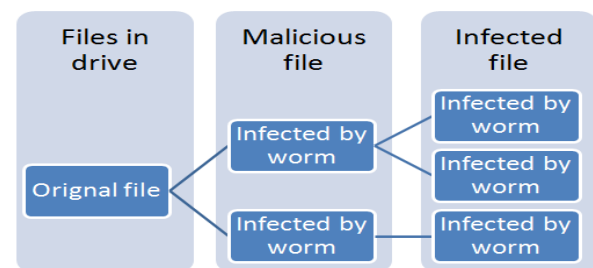 Files in
drive
Malicious
file
Infected
file
Orignal file
Infected by
worm
Infected by
worm
Infected by
worm
Infected by
worm
Infected by
worm